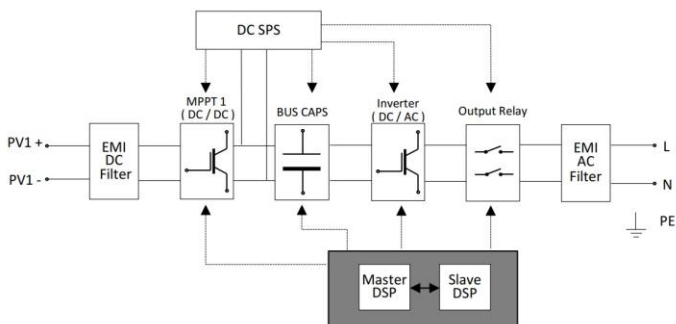 DC SPS
MPPT 1
( DC / DC )
BUS CAPS
Inverter
( DC / AC )
Output Relay
PV1 +
PV1 -
EMI
DC
Filter
EMI
AC
Filter
L
N
PE
Master
DSP
Slave
DSP